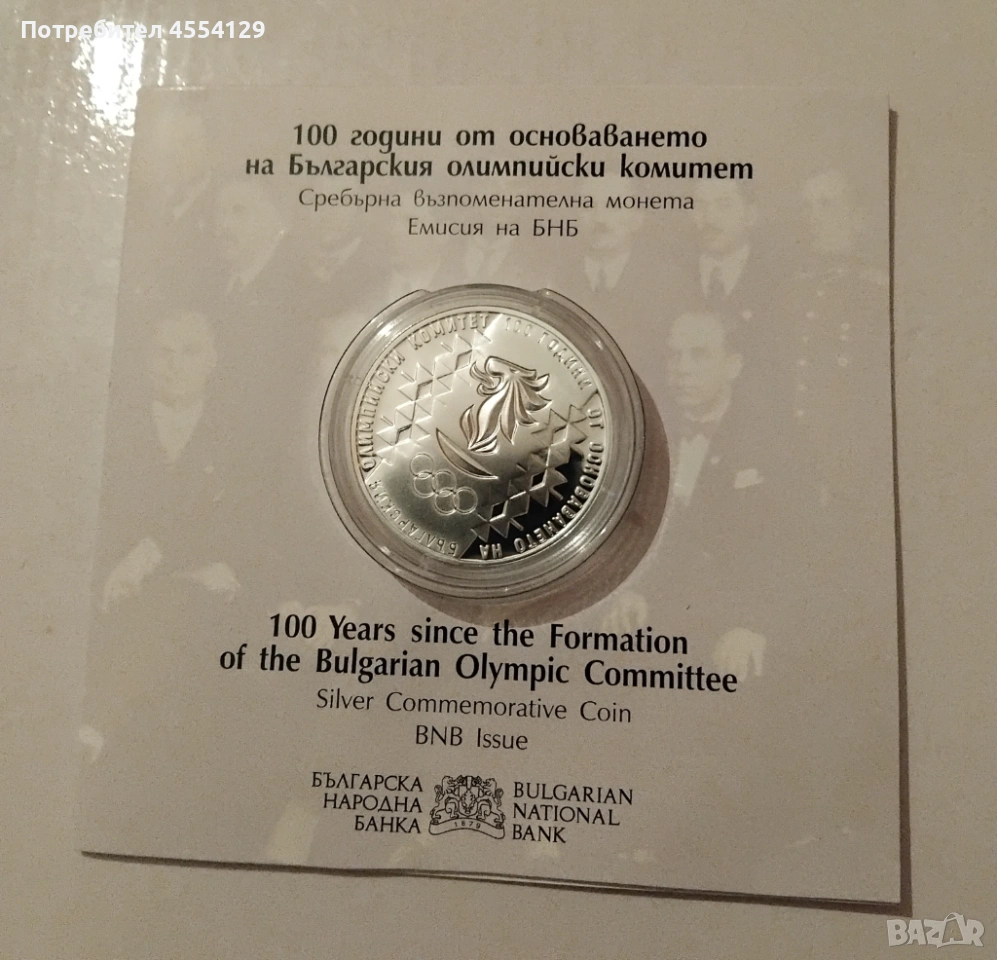 Потребител 4554129
100 години от основаването
на Българския олимпийски комитет
Сребърна възпоменателна монета
Емисия на БНБ
БЪЛГАРСКИЯ ОЛИМПИЙСКИ КОМИТЕТ 100 ГОДИНИ ОТ ОСНОВАВАНЕТО НА
100 Years since the Formation
of the Bulgarian Olympic Committee
Silver Commemorative Coin
BNB Issue
БЪЛГАРСКА
НАРОДНА
БАНКА
1879
BULGARIAN
NATIONAL
BANK
BAZAR